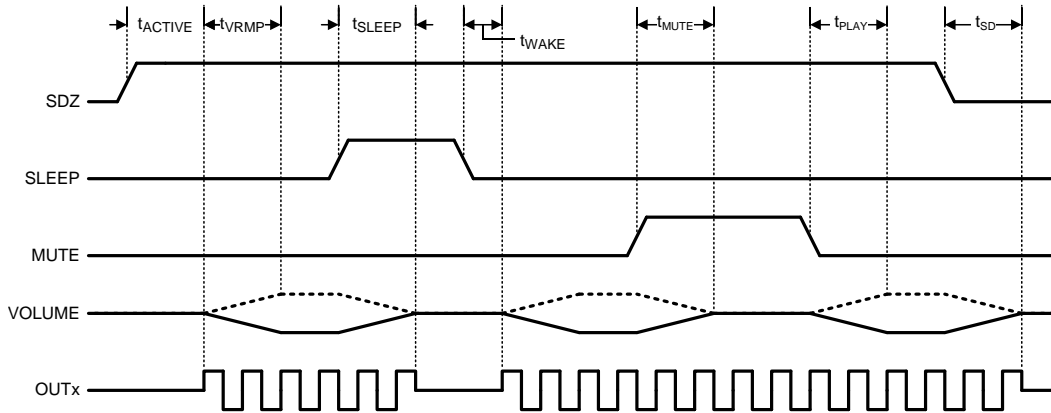 tACTIVE tVRMP tSLEEP tWAKE tMUTE tPLAY tSD
SDZ
SLEEP
MUTE
VOLUME
OUTx